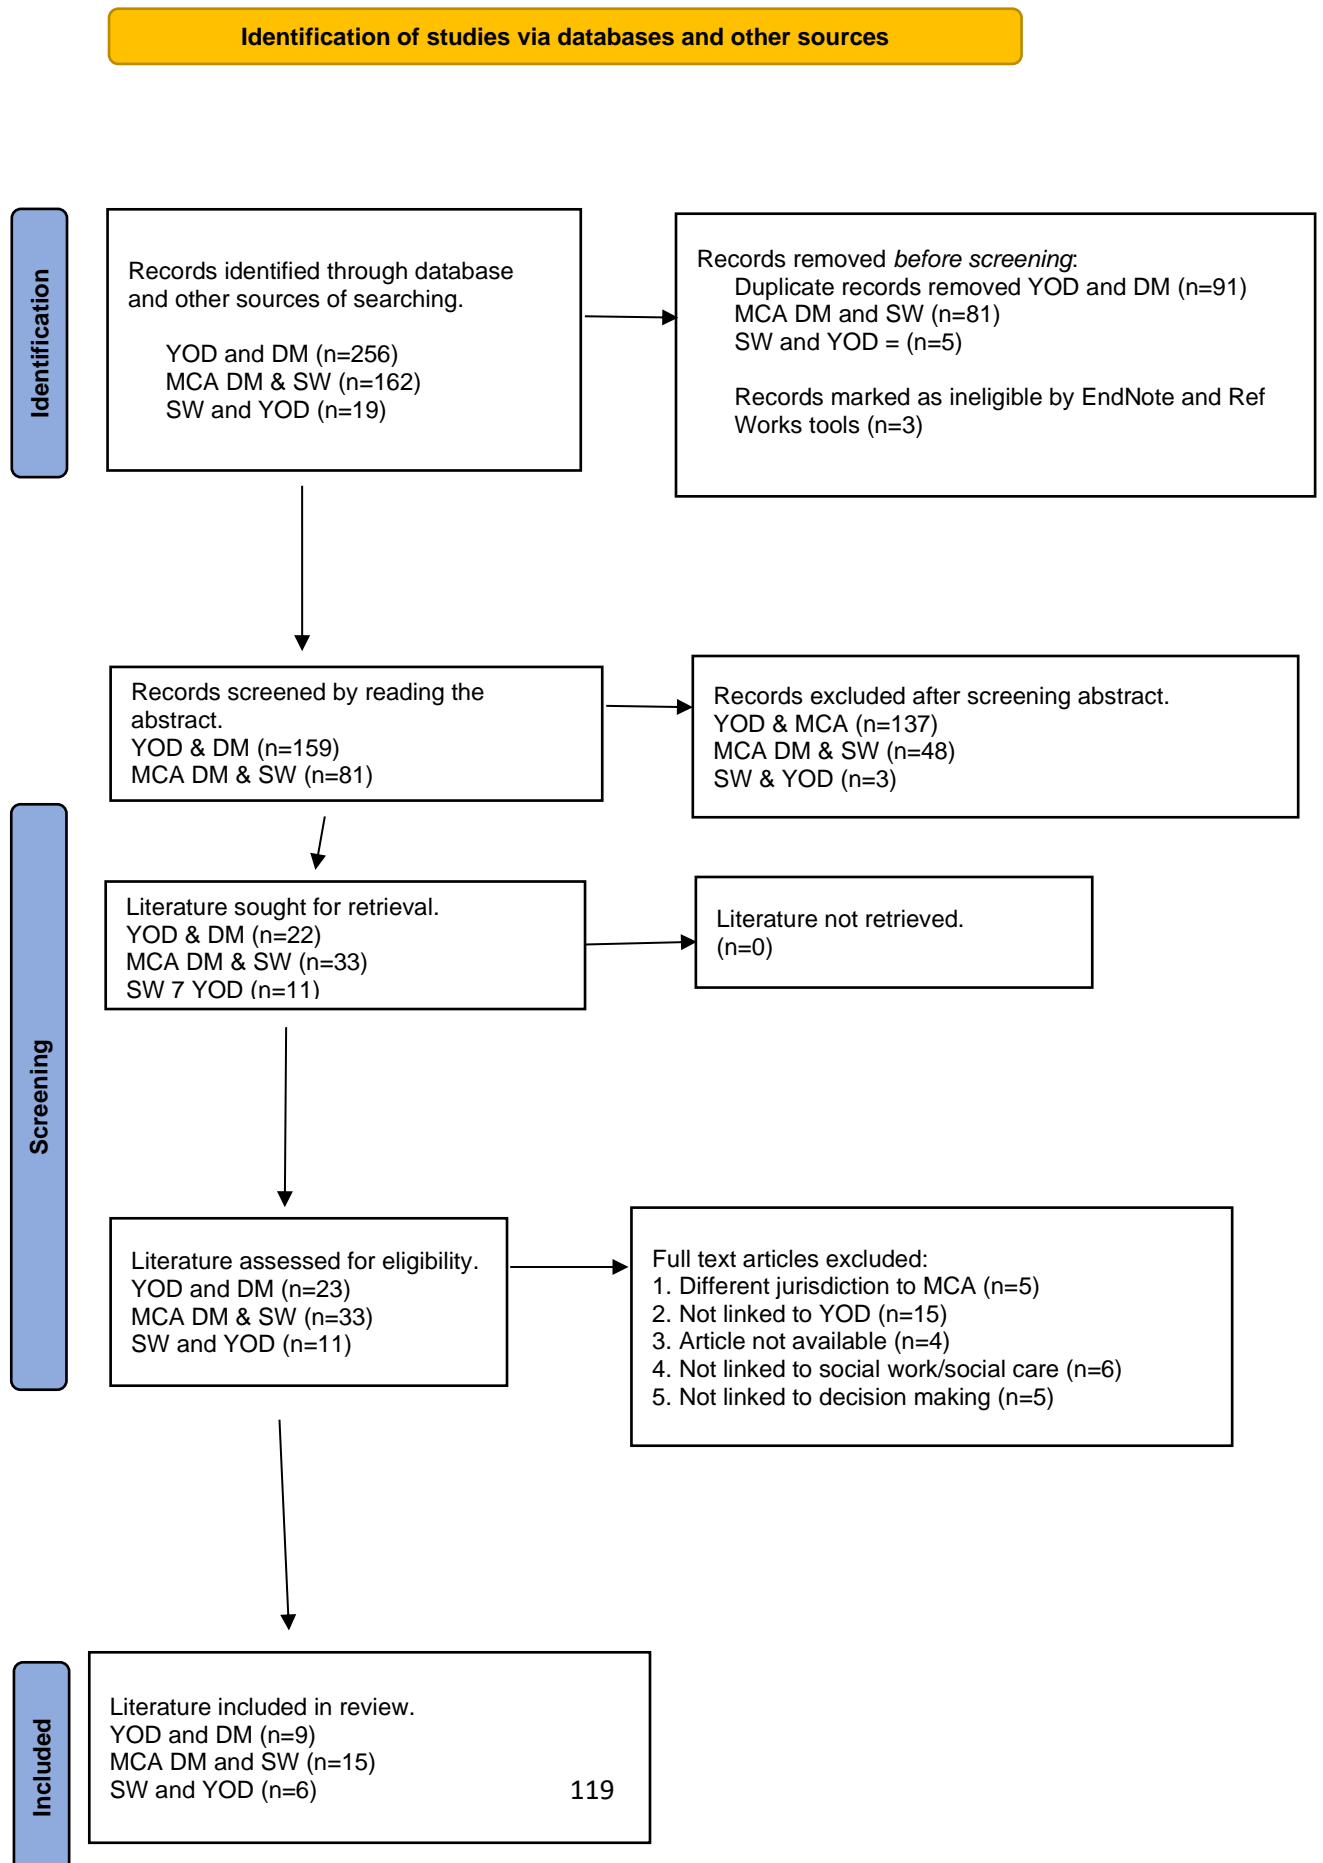 Identification of studies via databases and other sources
Identification
Records identified through database
and other sources of searching.
YOD and DM (n=256)
MCA DM & SW (n=162)
SW and YOD (n=19)
Records removed before screening:
Duplicate records removed YOD and DM (n=91)
MCA DM and SW (n=81)
SW and YOD = (n=5)
Records marked as ineligible by EndNote and Ref
Works tools (n=3)
Records screened by reading the
abstract.
YOD & DM (n=159)
MCA DM & SW (n=81)
Records excluded after screening abstract.
YOD & MCA (n=137)
MCA DM & SW (n=48)
SW & YOD (n=3)
Screening
Literature sought for retrieval.
YOD & DM (n=22)
MCA DM & SW (n=33)
SW 7 YOD (n=11)
Literature not retrieved.
(n=0)
Literature assessed for eligibility.
YOD and DM (n=23)
MCA DM & SW (n=33)
SW and YOD (n=11)
Full text articles excluded:
1. Different jurisdiction to MCA (n=5)
2. Not linked to YOD (n=15)
3. Article not available (n=4)
4. Not linked to social work/social care (n=6)
5. Not linked to decision making (n=5)
Included
Literature included in review.
YOD and DM (n=9)
MCA DM and SW (n=15)
SW and YOD (n=6)
119